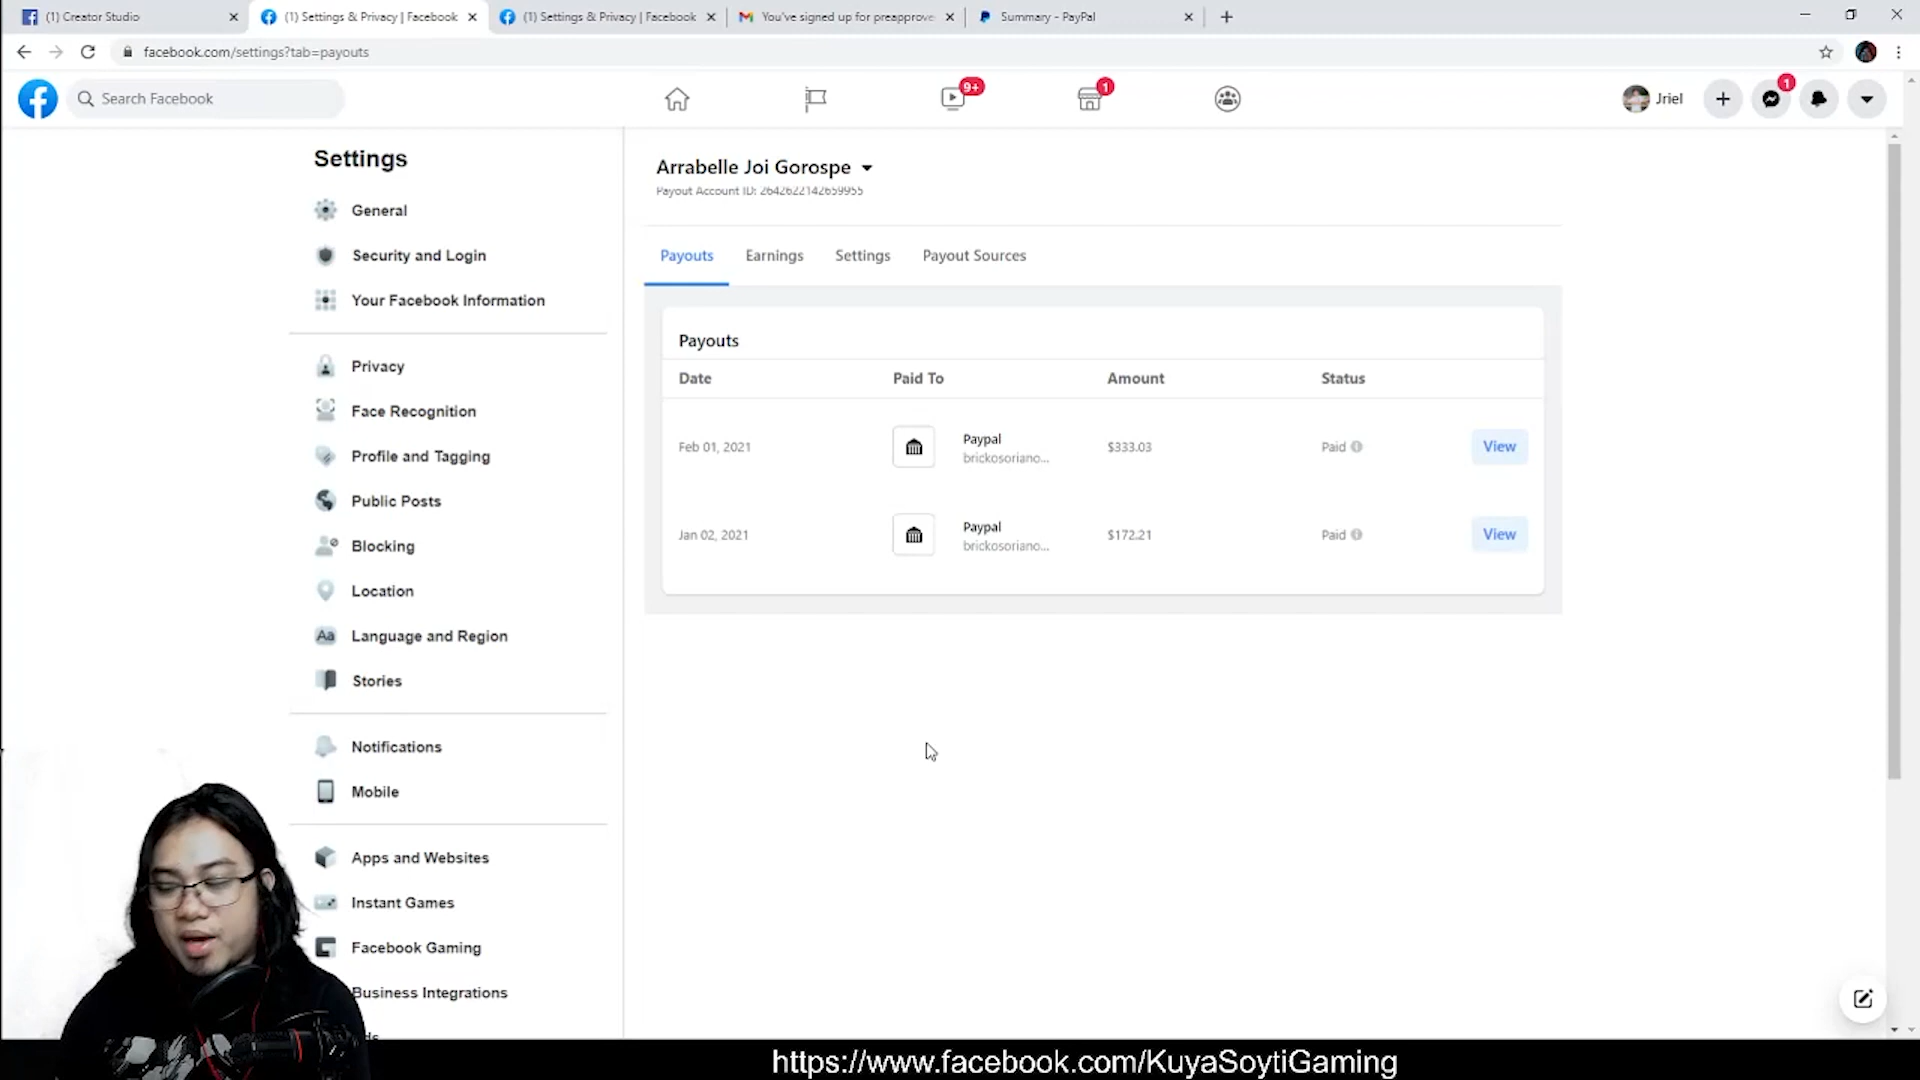 (1) Creator Studio
(1) Settings & Privacy | Facebook
(1) Settings & Privacy | Facebook
You've signed up for preapprove
Summary - PayPal
facebook.com/settings?tab=payouts
Search Facebook
9+
1
Jriel
1
Settings
General
Security and Login
Your Facebook Information
Privacy
Face Recognition
Profile and Tagging
Public Posts
Blocking
Location
Aa Language and Region
Stories
Notifications
Mobile
Apps and Websites
Instant Games
Facebook Gaming
Business Integrations
Arrabelle Joi Gorospe
Payout Account ID: 2642622142659955
Payouts Earnings Settings Payout Sources
Payouts
Date Paid To Amount Status
Feb 01, 2021 Paypal $333.03 Paid View
brickosoriano...
Jan 02, 2021 Paypal $172.21 Paid View
brickosoriano...
https://www.facebook.com/KuyaSoytiGaming